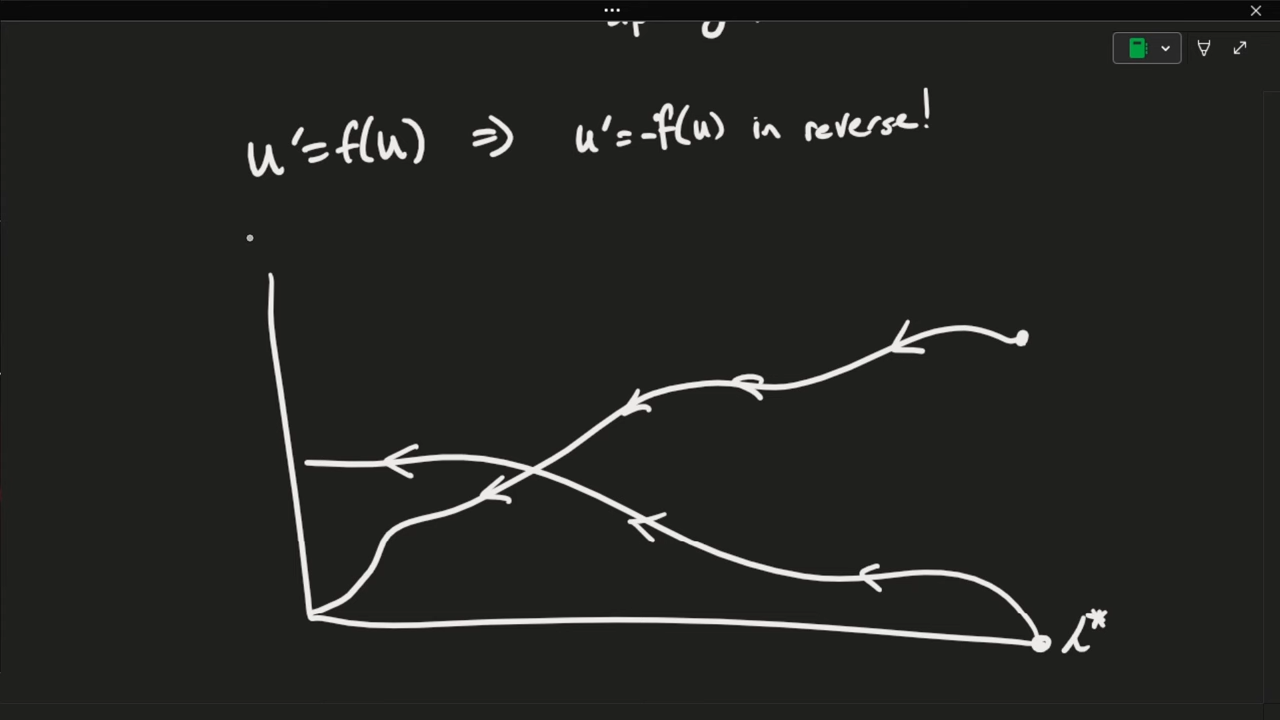 u'=f(u) ⇒ u'=-f(u) in reverse!
λ*